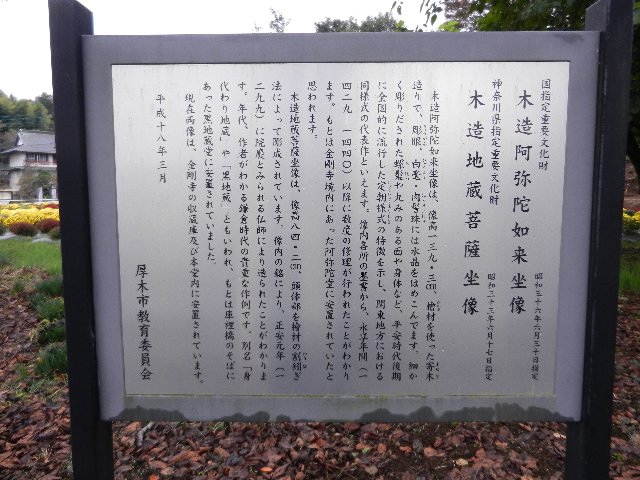 国指定重要文化財
木造阿弥陀如来坐像
昭和三十六年六月三十日指定
神奈川県指定重要文化財
木造地蔵菩薩坐像
昭和三十三年六月十七日指定
木造阿弥陀如来坐像は、像高一三九・三㎝、檜材を使った寄木
造りで、彫眼、白毫・肉髻珠には水晶をはめこんでます。細か
く彫りだされた螺髪や丸みのある面や身体など、平安時代後期
に全国的に流行した定朝様式の特徴を示し、関東地方における
同様式の代表作といえます。像内各所の墨書から、永享年間（一
四二九〜一四四〇）以降に数度の修理が行われたことがわかり
ます。もとは金剛寺境内にあった阿弥陀堂に安置されていたと
思われます。
木造地蔵菩薩坐像は、像高八四・二㎝、頭体部を檜材の割矧ぎ
法によって形成されています。像内の銘により、正安元年（一
二九九）に院慶とみられる仏師により造られたことがわかりま
す。年代、作者がわかる鎌倉時代の貴重な作例です。別名「身
代わり地蔵」や「黒地蔵」ともいわれ、もとは庫裡橋のそばに
あった黒地蔵堂に安置されていました。
現在両像は、金剛寺の収蔵庫及び本堂内に安置されています。
平成十八年三月
厚木市教育委員会